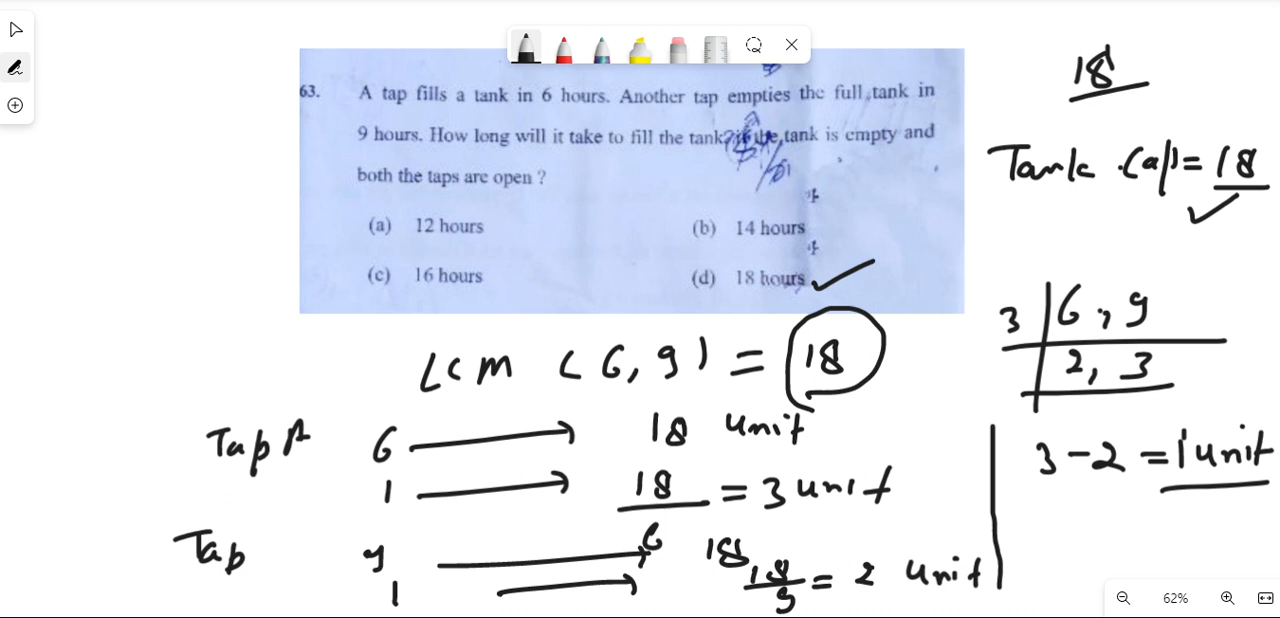 63. A tap fills a tank in 6 hours. Another tap empties the full tank in
9 hours. How long will it take to fill the tank if the tank is empty and
both the taps are open ?
(a) 12 hours (b) 14 hours
(c) 16 hours (d) 18 hours
18
Tank Cap = 18
3 | 6, 9
2, 3
LCM (6, 9) = 18
Tap A 6 → 18 unit
1 → 18/6 = 3 unit
Tap 9 → 18
1 → 18/9 = 2 unit
3 - 2 = 1 unit
62%